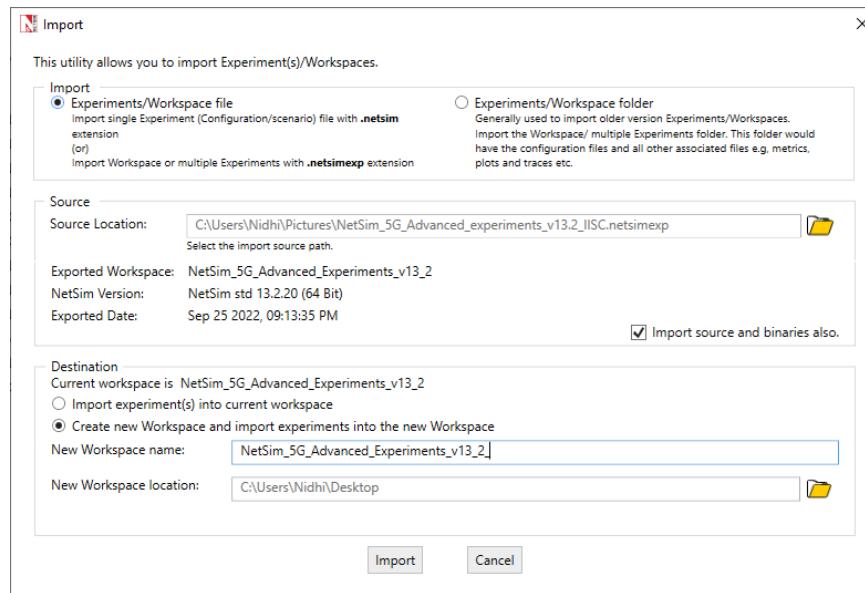 Import
This utility allows you to import Experiment(s)/Workspaces.
Import
Experiments/Workspace file
Import single Experiment (Configuration/scenario) file with .netsim
extension
(or)
Import Workspace or multiple Experiments with .netsimexp extension
Experiments/Workspace folder
Generally used to import older version Experiments/Workspaces.
Import the Workspace/ multiple Experiments folder. This folder would
have the configuration files and all other associated files e.g, metrics,
plots and traces etc.
Source
Source Location: C:\Users\Nidhi\Pictures\NetSim_5G_Advanced_experiments_v13.2_IISC.netsimexp
Select the import source path.
Exported Workspace: NetSim_5G_Advanced_Experiments_v13_2
NetSim Version: NetSim std 13.2.20 (64 Bit)
Exported Date: Sep 25 2022, 09:13:35 PM
Import source and binaries also.
Destination
Current workspace is NetSim_5G_Advanced_Experiments_v13_2
Import experiment(s) into current workspace
Create new Workspace and import experiments into the new Workspace
New Workspace name: NetSim_5G_Advanced_Experiments_v13_2_
New Workspace location: C:\Users\Nidhi\Desktop
Import Cancel